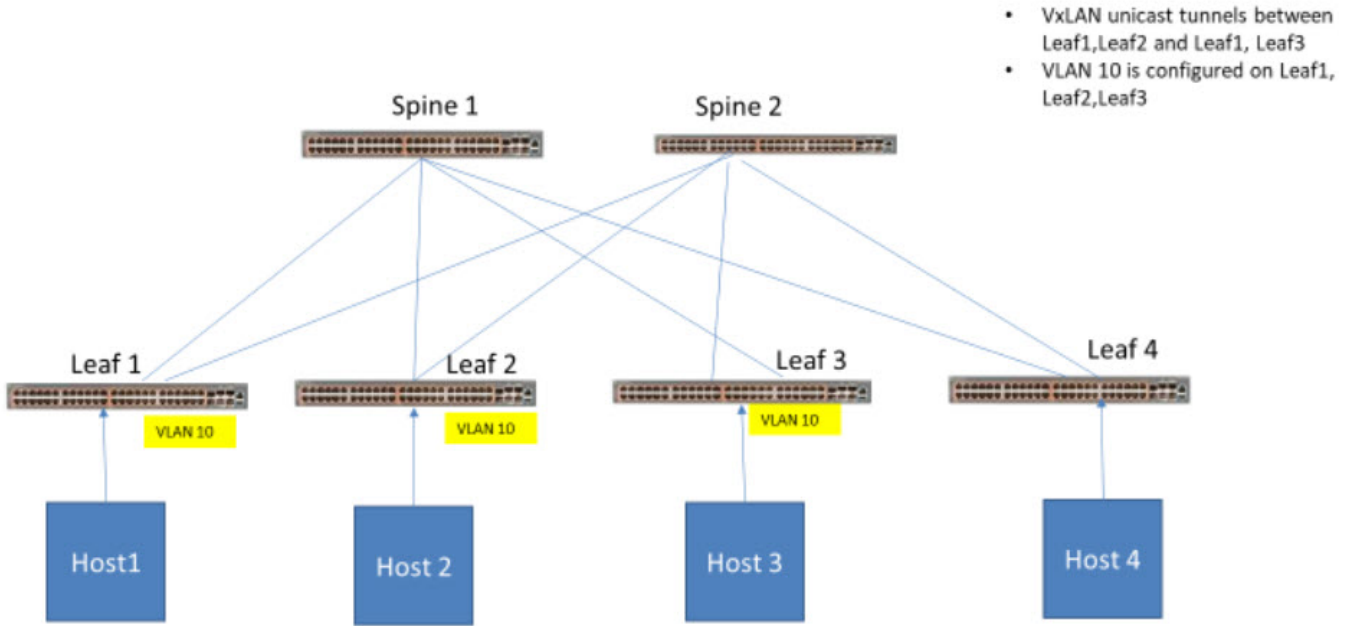 • VxLAN unicast tunnels between
Leaf1,Leaf2 and Leaf1, Leaf3
• VLAN 10 is configured on Leaf1,
Leaf2,Leaf3
Spine 1
Spine 2
Leaf 1
Leaf 2
Leaf 3
Leaf 4
VLAN 10
VLAN 10
VLAN 10
Host1
Host 2
Host 3
Host 4